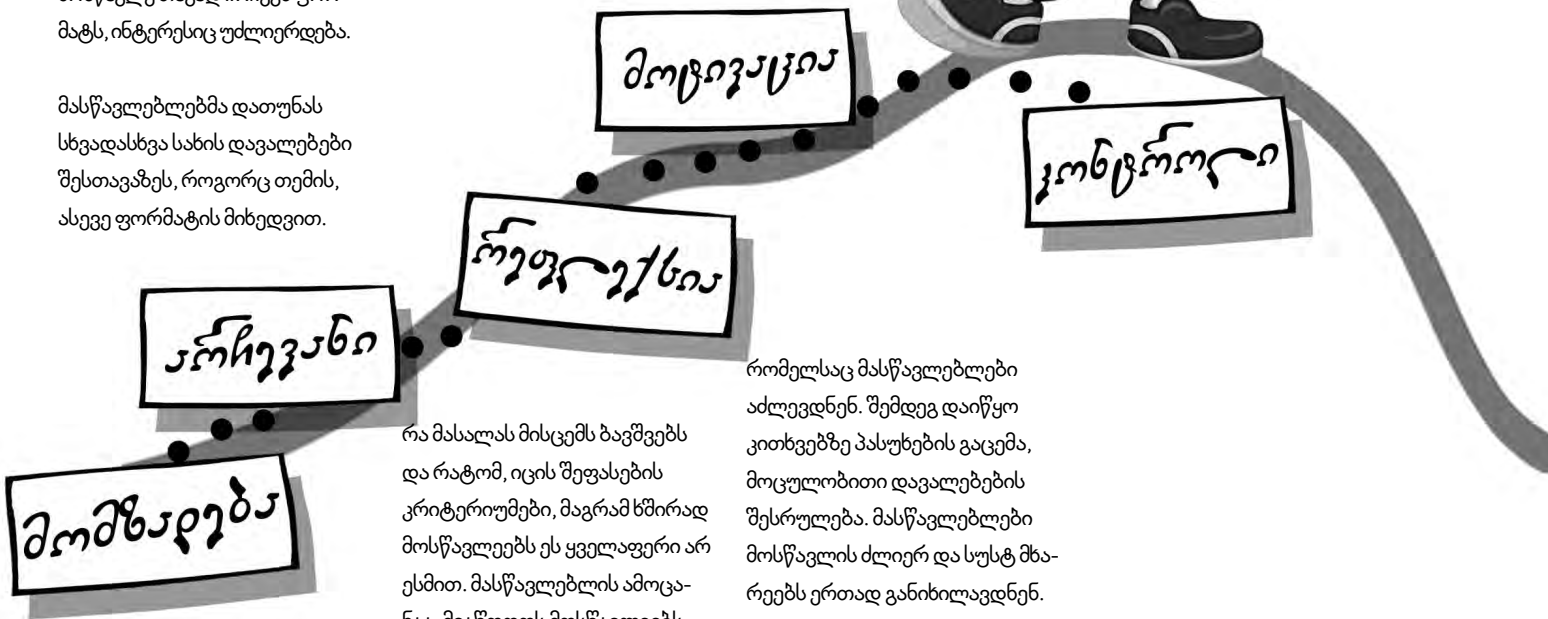 მატს, ინტერესიც უძლიერდება.
მასწავლებლებმა დათუნას
სხვადასხვა სახის დავალებები
შესთავაზეს, როგორც თემის,
ასევე ფორმატის მიხედვით.
მოტივაცია
კონტროლი
რეფლექსია
არჩევანი
მომზადება
რა მასალას მისცემს ბავშვებს
და რატომ, იცის შეფასების
კრიტერიუმები, მაგრამ ხშირად
მოსწავლეებს ეს ყველაფერი არ
ესმით. მასწავლებლის ამოცა-
რომელსაც მასწავლებლები
აძლევდნენ. შემდეგ დაიწყო
კითხვებზე პასუხების გაცემა,
მოცულობითი დავალებების
შესრულება. მასწავლებლები
მოსწავლის ძლიერ და სუსტ მხა-
რეებს ერთად განიხილავდნენ.